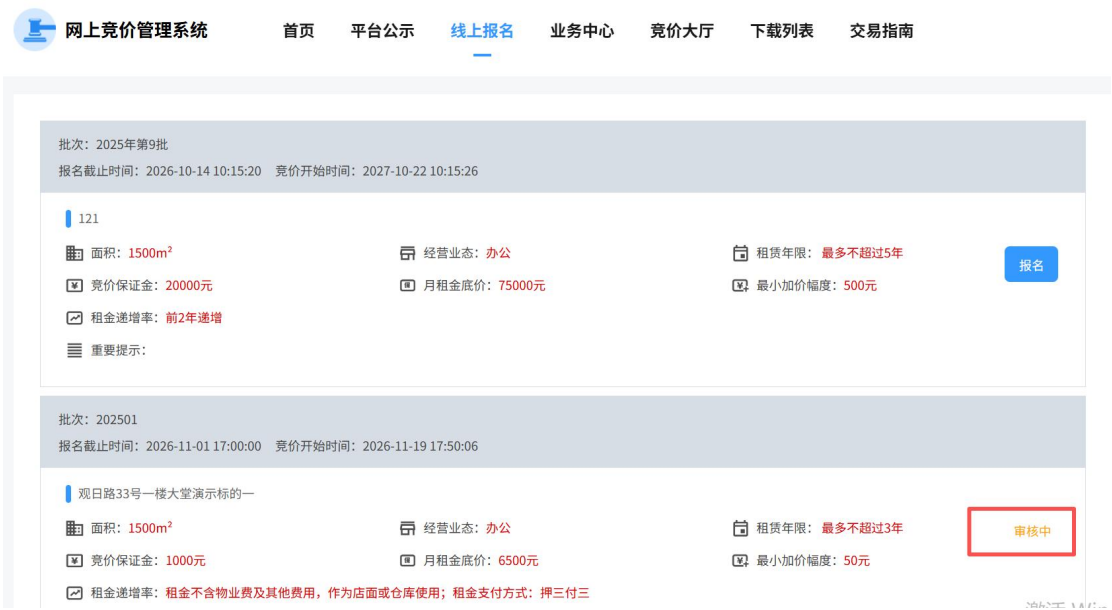 网上竞价管理系统 首页 平台公示 线上报名 业务中心 竞价大厅 下载列表 交易指南
批次：2025年第9批
报名截止时间：2026-10-14 10:15:20 竞价开始时间：2027-10-22 10:15:26
121
面积：1500m² 经营业态：办公 租赁年限：最多不超过5年
报名
竞价保证金：20000元 月租金底价：75000元 最小加价幅度：500元
租金递增率：前2年递增
重要提示：
批次：202501
报名截止时间：2026-11-01 17:00:00 竞价开始时间：2026-11-19 17:50:06
观日路33号一楼大堂演示标的一
面积：1500m² 经营业态：办公 租赁年限：最多不超过3年
审核中
竞价保证金：1000元 月租金底价：6500元 最小加价幅度：50元
租金递增率：租金不含物业费及其他费用，作为店面或仓库使用；租金支付方式：押三付三